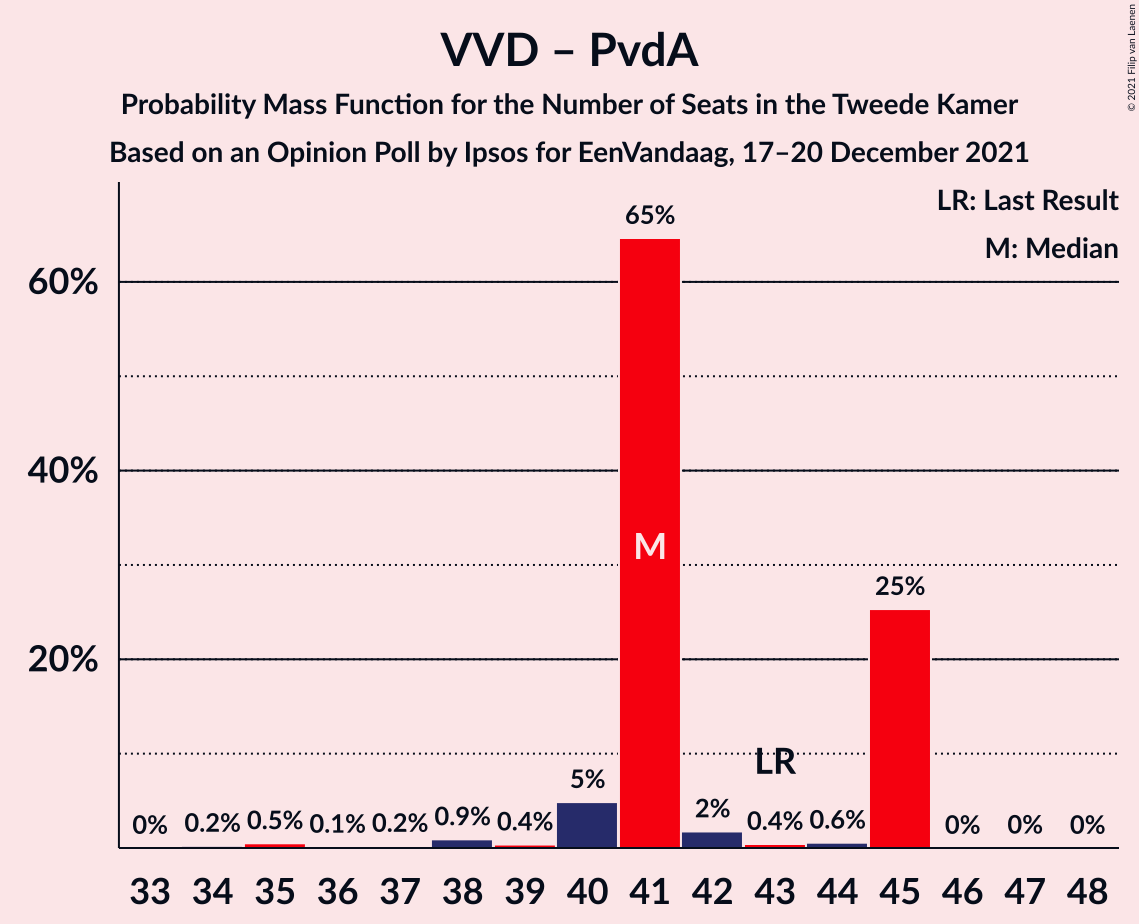 VVD – PvdA
Probability Mass Function for the Number of Seats in the Tweede Kamer
Based on an Opinion Poll by Ipsos for EenVandaag, 17–20 December 2021
© 2021 Filip van Laenen
LR: Last Result
M: Median
60%
40%
20%
0% 0.2% 0.5% 0.1% 0.2% 0.9% 0.4% 5% 65% 2% 0.4% 0.6% 25% 0% 0% 0%
M
LR
33 34 35 36 37 38 39 40 41 42 43 44 45 46 47 48